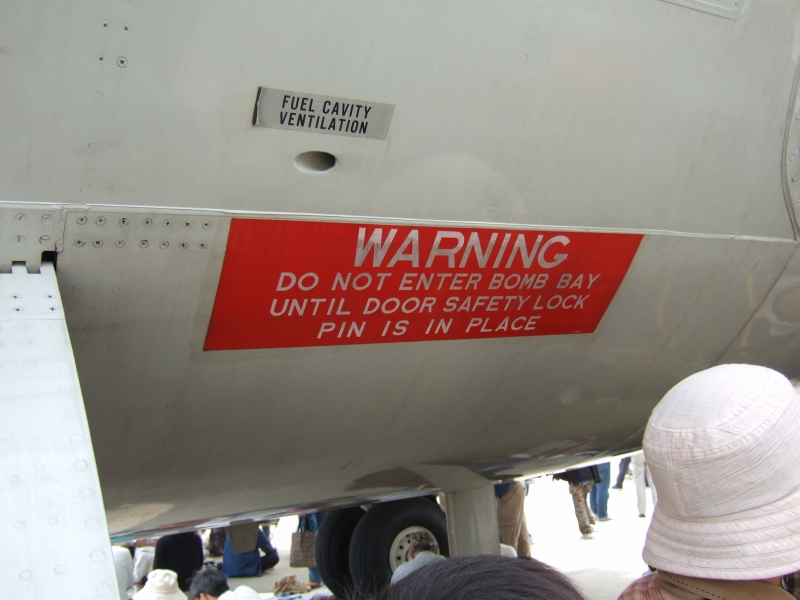 FUEL CAVITY
VENTILATION
WARNING
DO NOT ENTER BOMB BAY
UNTIL DOOR SAFETY LOCK
PIN IS IN PLACE